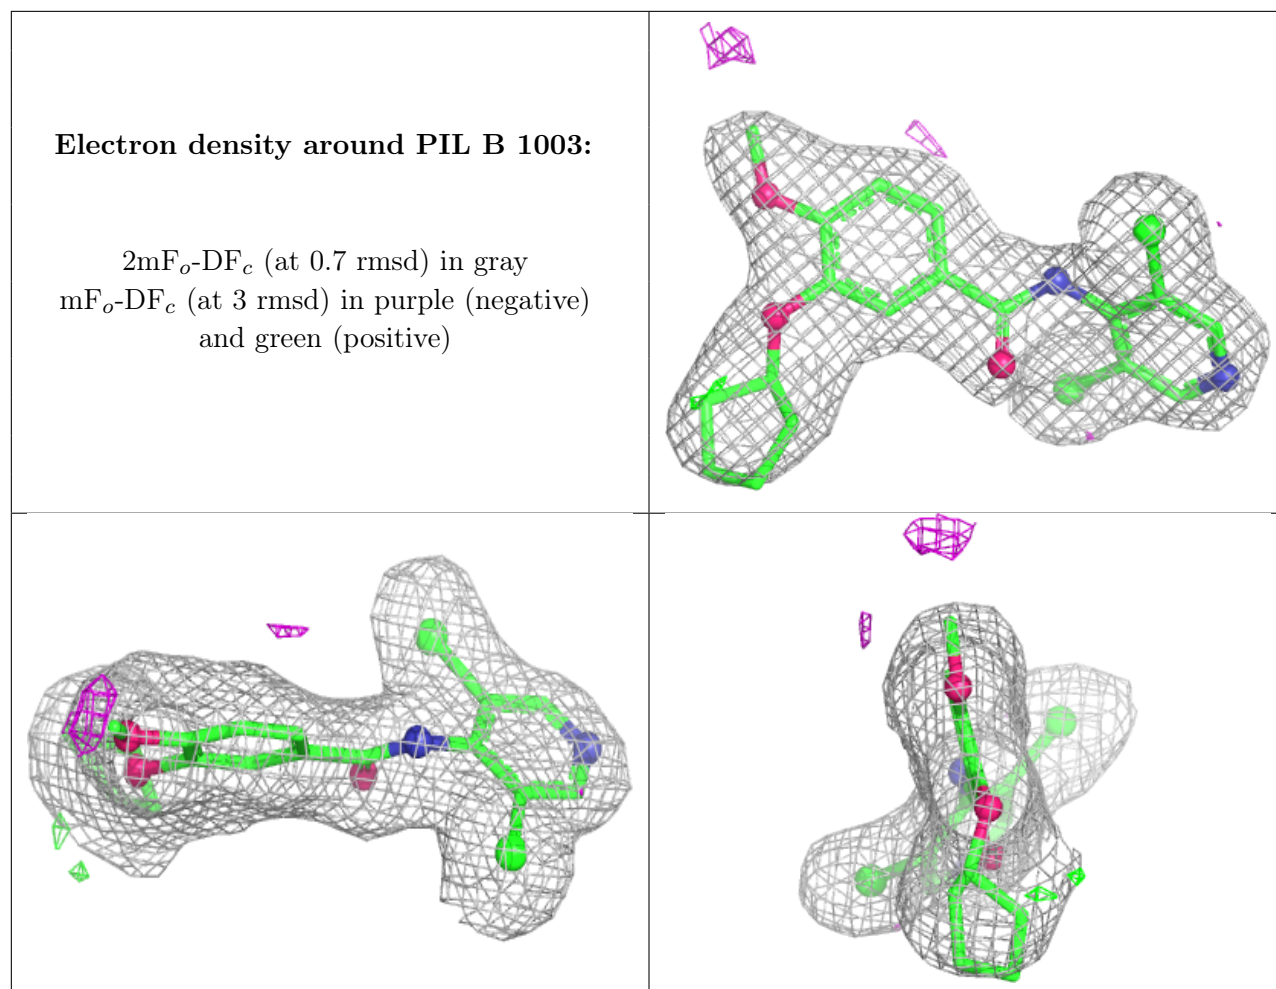 Electron density around PIL B 1003:
2mFo-DFc (at 0.7 rmsd) in gray
mFo-DFc (at 3 rmsd) in purple (negative)
and green (positive)